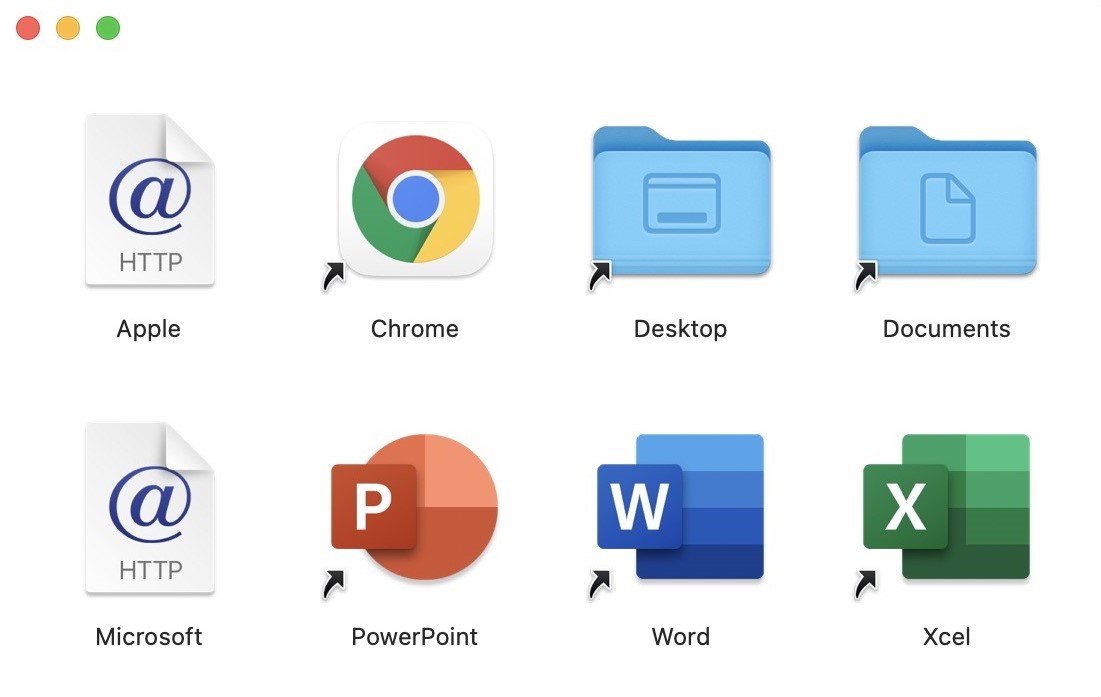 @
HTTP
Apple
Chrome
Desktop
Documents
@
HTTP
P
W
X
Microsoft
PowerPoint
Word
Xcel